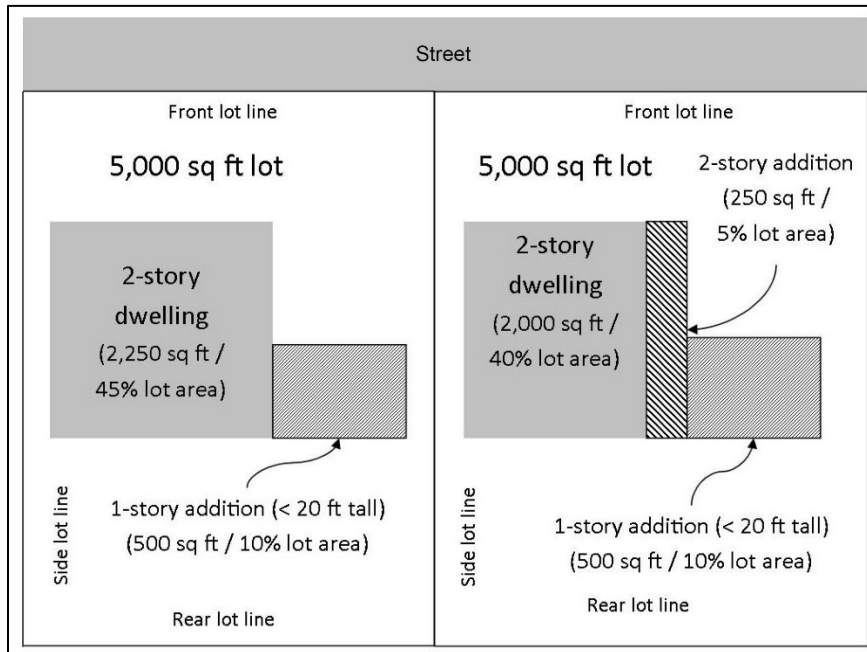 Street
Front lot line
5,000 sq ft lot
2-story
dwelling
(2,250 sq ft /
45% lot area)
1-story addition (< 20 ft tall)
(500 sq ft / 10% lot area)
Side lot line
Rear lot line
Front lot line
5,000 sq ft lot
2-story addition
(250 sq ft /
5% lot area)
2-story
dwelling
(2,000 sq ft /
40% lot area)
1-story addition (< 20 ft tall)
(500 sq ft / 10% lot area)
Side lot line
Rear lot line